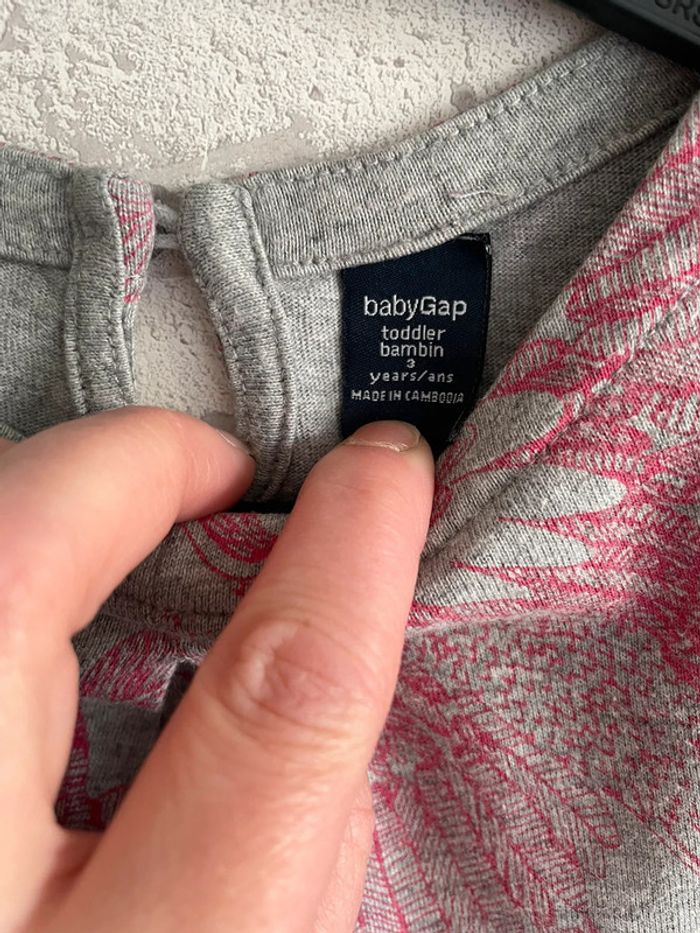 babyGap
toddler
bambin
3
years/ans
MADE IN CAMBODIA